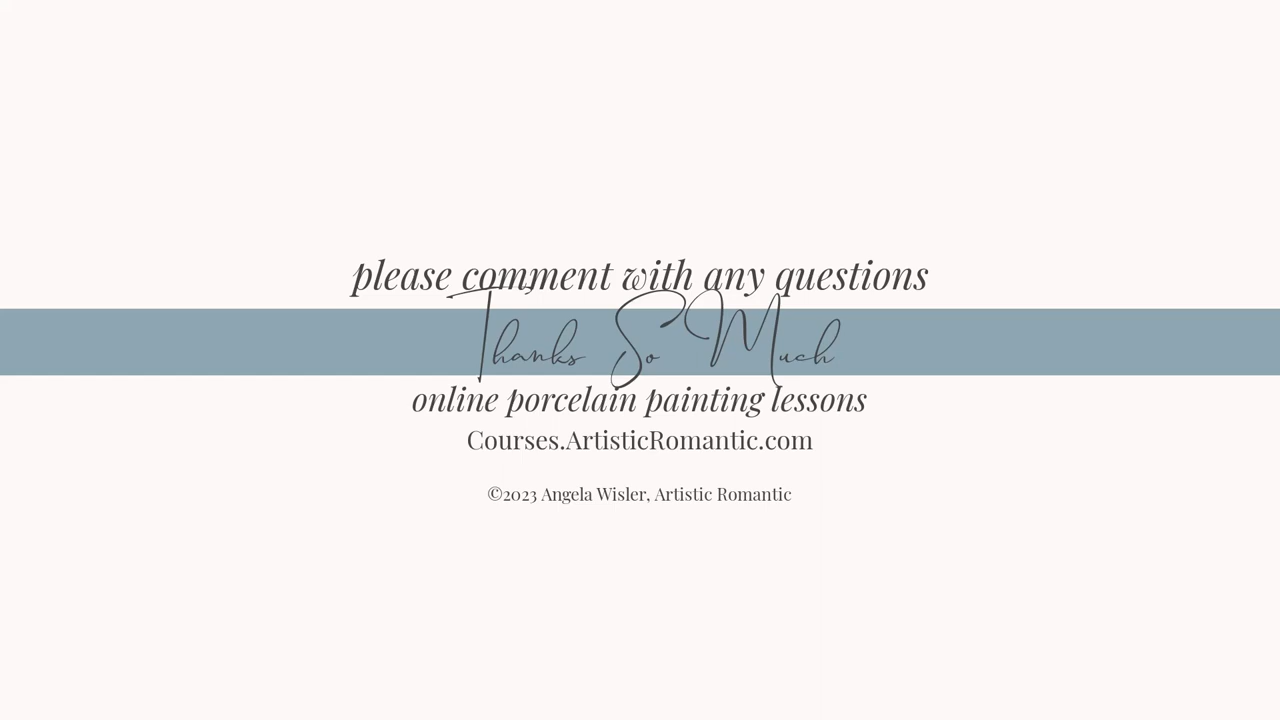 please comment with any questions
Thanks So Much
online porcelain painting lessons
Courses.ArtisticRomantic.com
©2023 Angela Wisler, Artistic Romantic